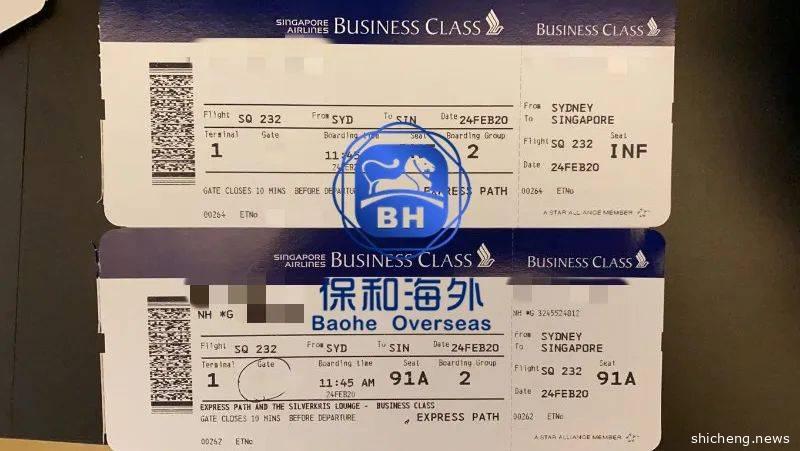 SINGAPORE AIRLINES BUSINESS CLASS
BUSINESS CLASS
Flight SQ 232 From SYD To SIN Date 24FEB20
Terminal Gate Boarding time Seat Boarding Group
1 11:45 2
24FEB20
GATE CLOSES 10 MINS BEFORE EXPRESS PATH
00264 ETNo
From SYDNEY
To SINGAPORE
Flight SQ 232 Seat
INF
Date 24FEB20
00264 ETNo
A STAR ALLIANCE MEMBER
BH
保和海外
Baohe Overseas
SINGAPORE AIRLINES BUSINESS CLASS
BUSINESS CLASS
NH *G
Flight SQ 232 From SYD To SIN Date 24FEB20
Terminal Gate Boarding time Seat Boarding Group
1 11:45 AM 91A 2
24FEB20
EXPRESS PATH AND THE SILVERKRIS LOUNGE - BUSINESS CLASS
GATE CLOSES 10 MINS BEFORE DEPARTURE EXPRESS PATH
00262 ETNo
NH *G 3245524812
From SYDNEY
To SINGAPORE
Flight SQ 232 Seat
91A
Date 24FEB20
00262 ETNo
A STAR ALLIANCE MEMBER
shicheng.news